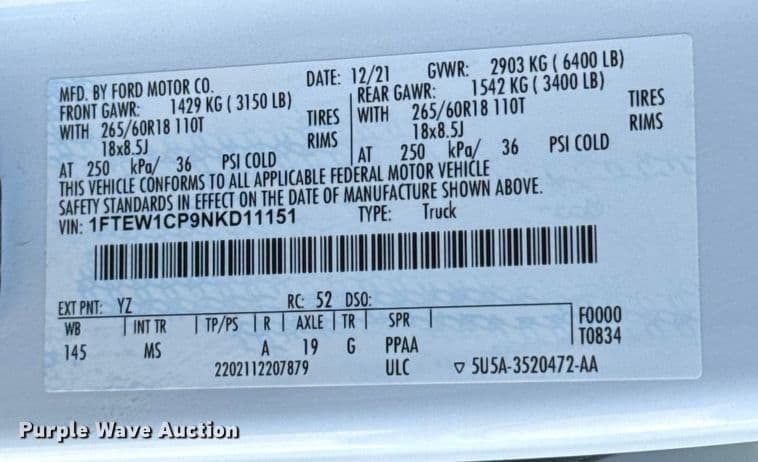 MFD. BY FORD MOTOR CO. DATE: 12/21 GVWR: 2903 KG ( 6400 LB)
FRONT GAWR: 1429 KG ( 3150 LB) REAR GAWR: 1542 KG ( 3400 LB)
WITH 265/60R18 110T TIRES WITH 265/60R18 110T TIRES
18x8.5J RIMS 18x8.5J RIMS
AT 250 kPa/ 36 PSI COLD AT 250 kPa/ 36 PSI COLD
THIS VEHICLE CONFORMS TO ALL APPLICABLE FEDERAL MOTOR VEHICLE
SAFETY STANDARDS IN EFFECT ON THE DATE OF MANUFACTURE SHOWN ABOVE.
VIN: 1FTEW1CP9NKD11151 TYPE: Truck
EXT PNT: YZ RC: 52 DSO:
WB | INT TR | TP/PS | R | AXLE | TR | SPR | F0000
145 MS A 19 G PPAA T0834
2202112207879 ULC ▽ 5U5A-3520472-AA
Purple Wave Auction